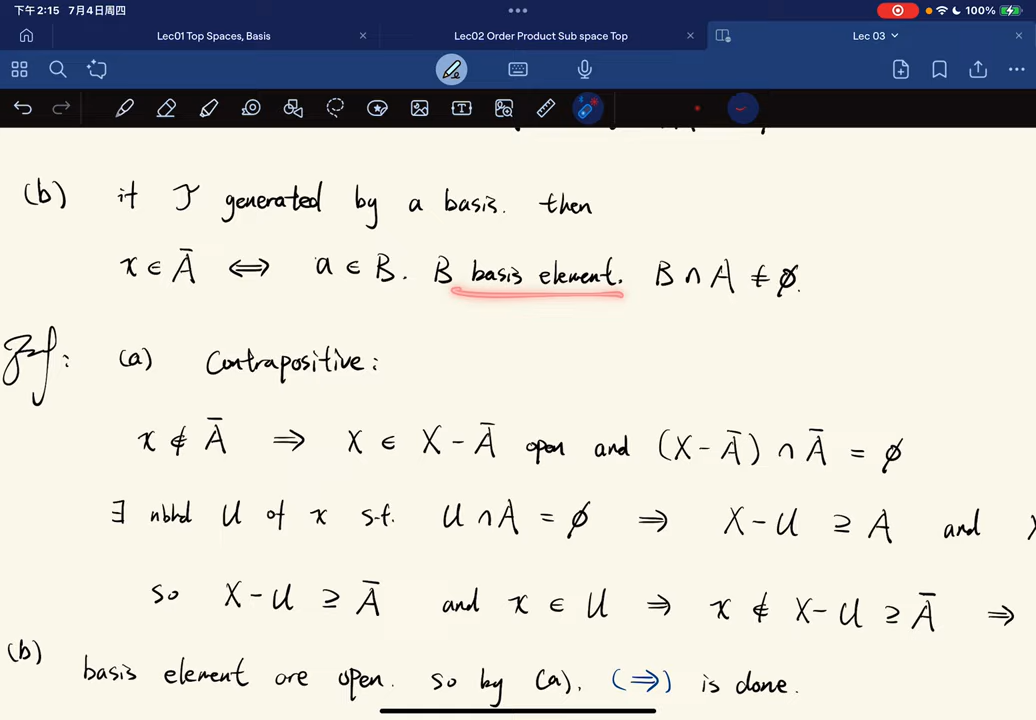 下午2:15 7月4日周四
100%
Lec01 Top Spaces, Basis
Lec02 Order Product Sub space Top
Lec 03
(b) if 𝒯 generated by a basis. then
x ∈ Ā ⟺ a ∈ B. B basis element. B ∩ A ≠ ∅.
Proof: (a) Contrapositive:
x ∉ Ā ⟹ x ∈ X - Ā open and (X - Ā) ∩ Ā = ∅
∃ nbhd U of x s.t. U ∩ A = ∅ ⟹ X - U ≥ A and
so X - U ≥ Ā and x ∈ U ⟹ x ∉ X - U ≥ Ā ⟹
(b)
basis element are open. so by (a). (⟹) is done.